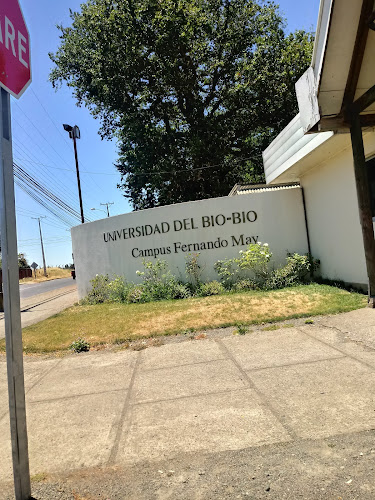 ARE
UNIVERSIDAD DEL BIO-BIO
Campus Fernando May